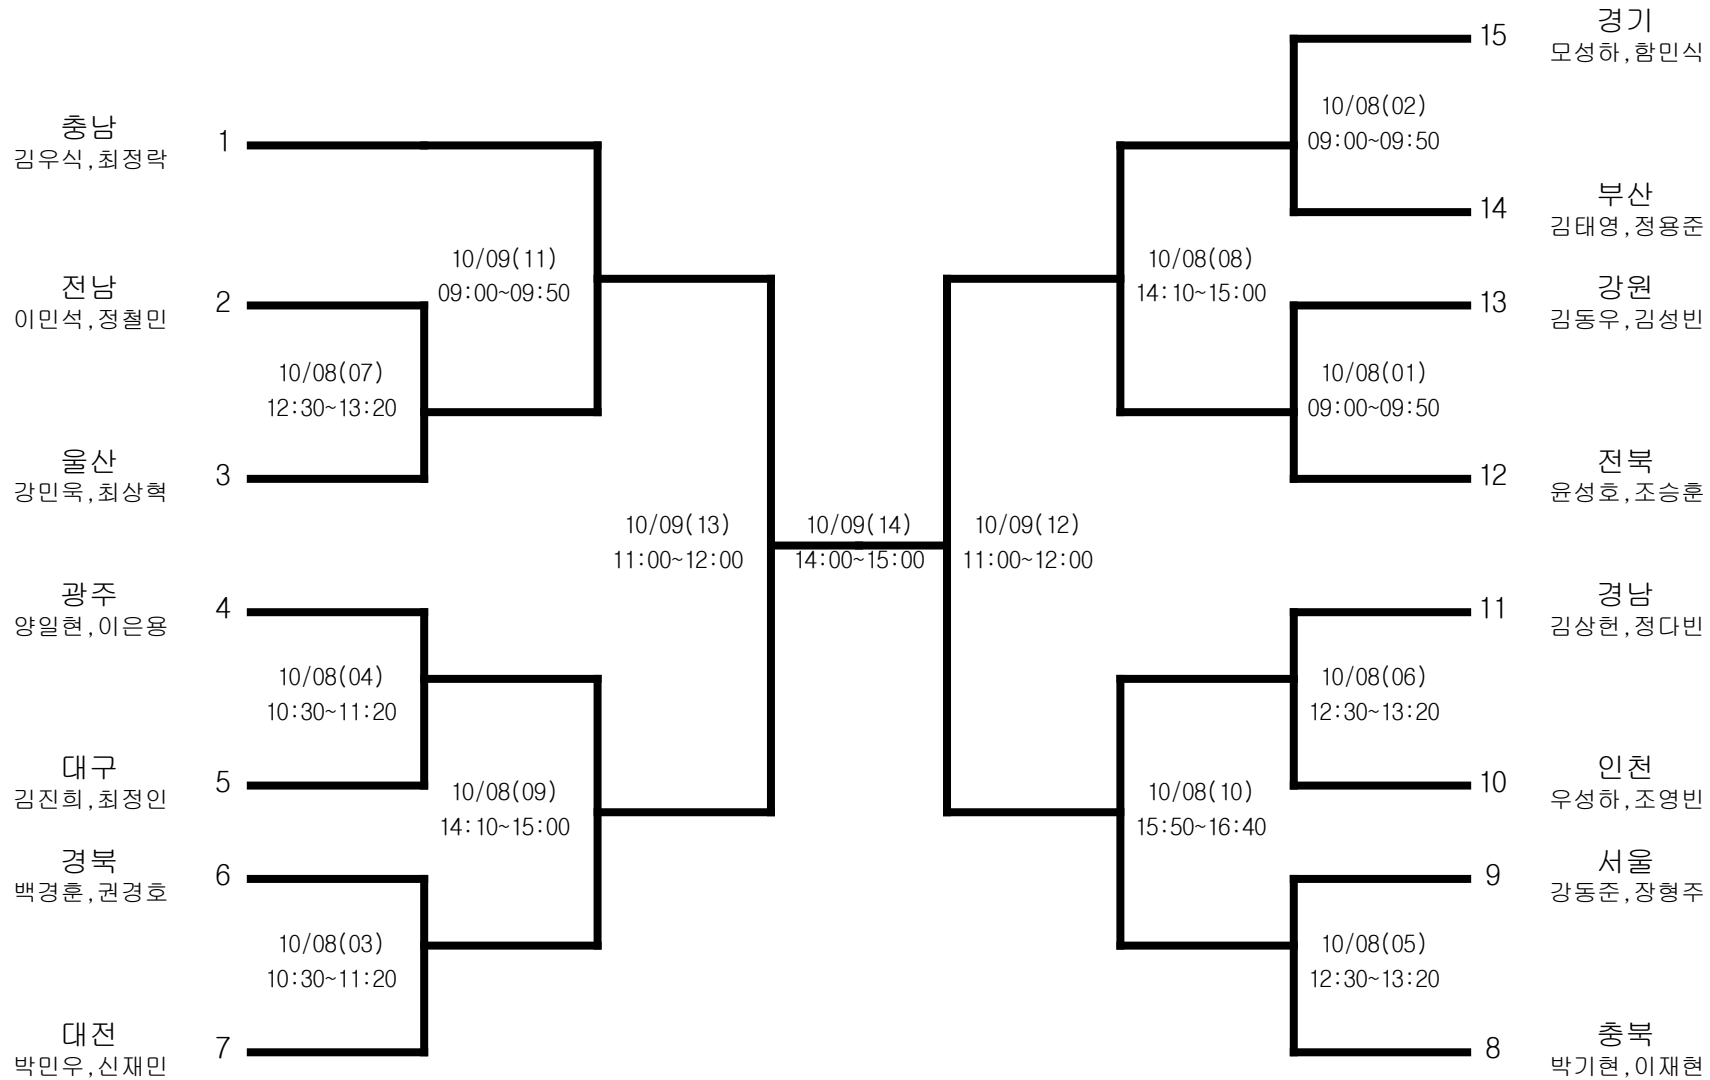 충남
김우식,최정락
1
전남
이민석,정철민
2
10/08(07)
12:30~13:20
울산
강민욱,최상혁
3
10/09(11)
09:00~09:50
광주
양일현,이은용
4
10/08(04)
10:30~11:20
대구
김진희,최정인
5
10/08(09)
14:10~15:00
경북
백경훈,권경호
6
10/08(03)
10:30~11:20
대전
박민우,신재민
7
10/09(13)
11:00~12:00
10/09(14)
14:00~15:00
10/09(12)
11:00~12:00
15
경기
모성하,함민식
10/08(02)
09:00~09:50
14
부산
김태영,정용준
10/08(08)
14:10~15:00
13
강원
김동우,김성빈
10/08(01)
09:00~09:50
12
전북
윤성호,조승훈
11
경남
김상헌,정다빈
10/08(06)
12:30~13:20
10
인천
우성하,조영빈
10/08(10)
15:50~16:40
9
서울
강동준,장형주
10/08(05)
12:30~13:20
8
충북
박기현,이재현